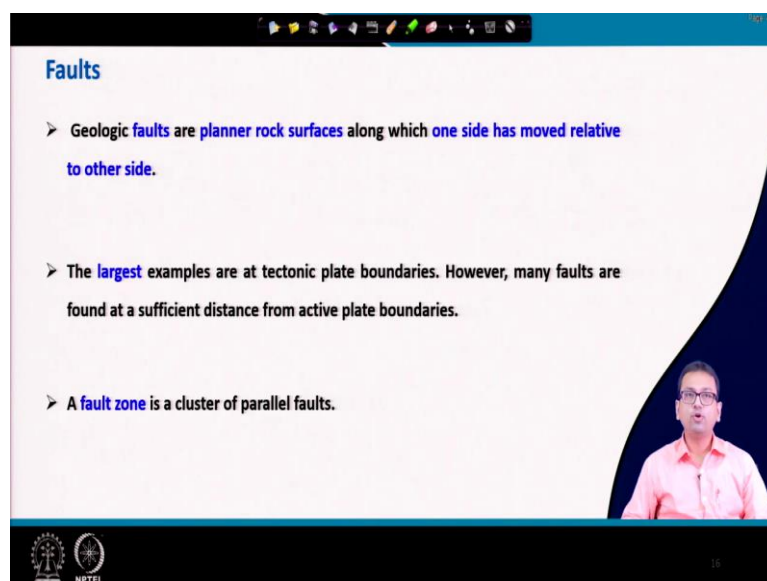 Page
Faults
➢ Geologic faults are planner rock surfaces along which one side has moved relative
to other side.
➢ The largest examples are at tectonic plate boundaries. However, many faults are
found at a sufficient distance from active plate boundaries.
➢ A fault zone is a cluster of parallel faults.
NPTEL
16